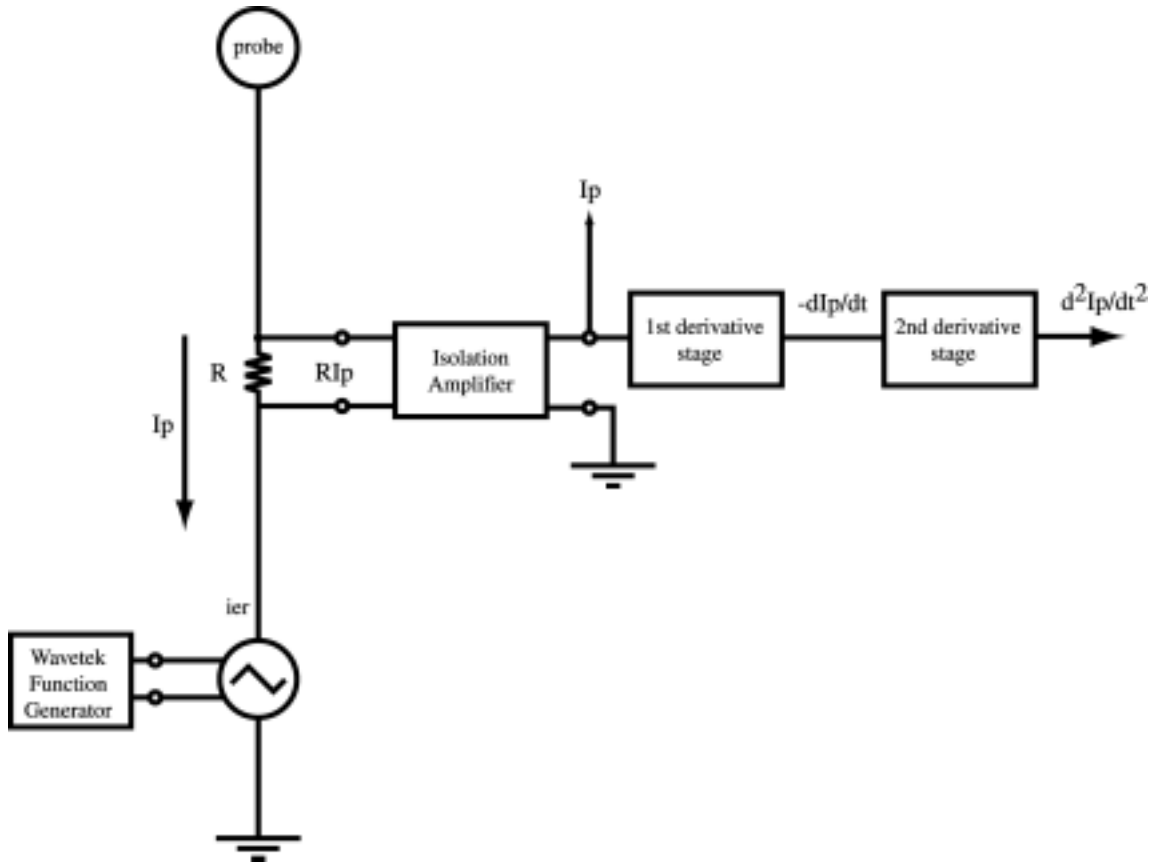 probe
Ip
1st derivative
stage
-dIp/dt
2nd derivative
stage
d²Ip/dt²
R
RIp
Isolation
Amplifier
Ip
ier
Wavetek
Function
Generator